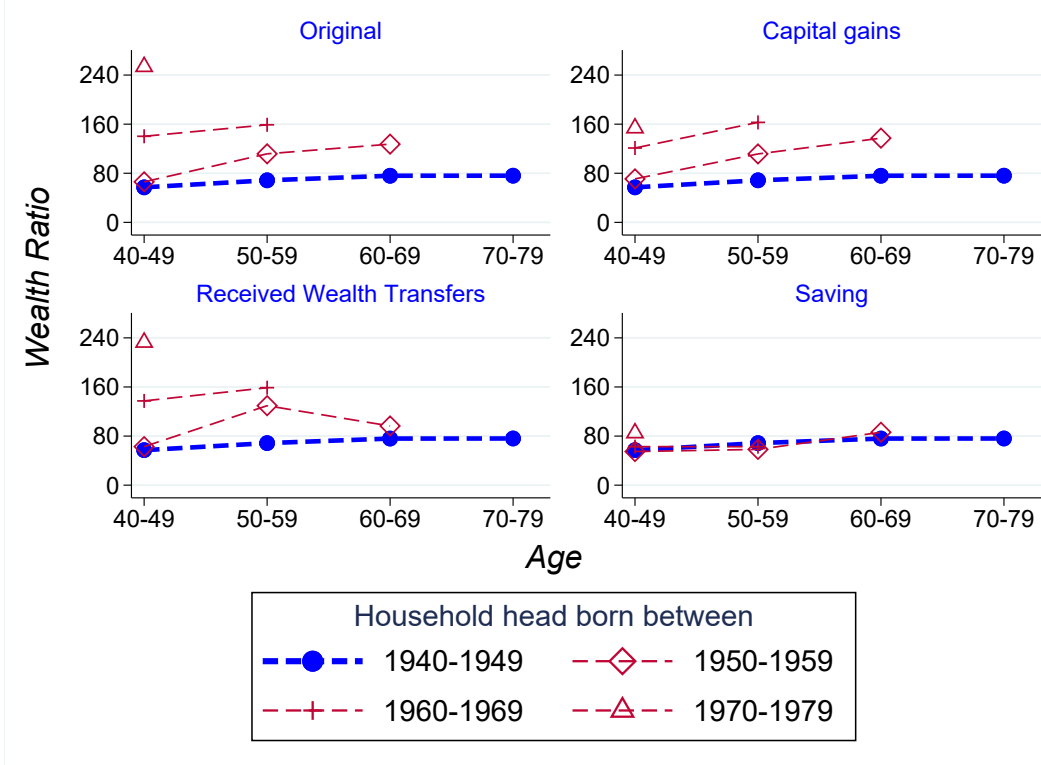 Original
Capital gains
240
160
80
0
40-49 50-59 60-69 70-79
240
160
80
0
40-49 50-59 60-69 70-79
Wealth Ratio
Received Wealth Transfers
Saving
240
160
80
0
40-49 50-59 60-69 70-79
240
160
80
0
40-49 50-59 60-69 70-79
Age
Household head born between
1940-1949 1950-1959
1960-1969 1970-1979